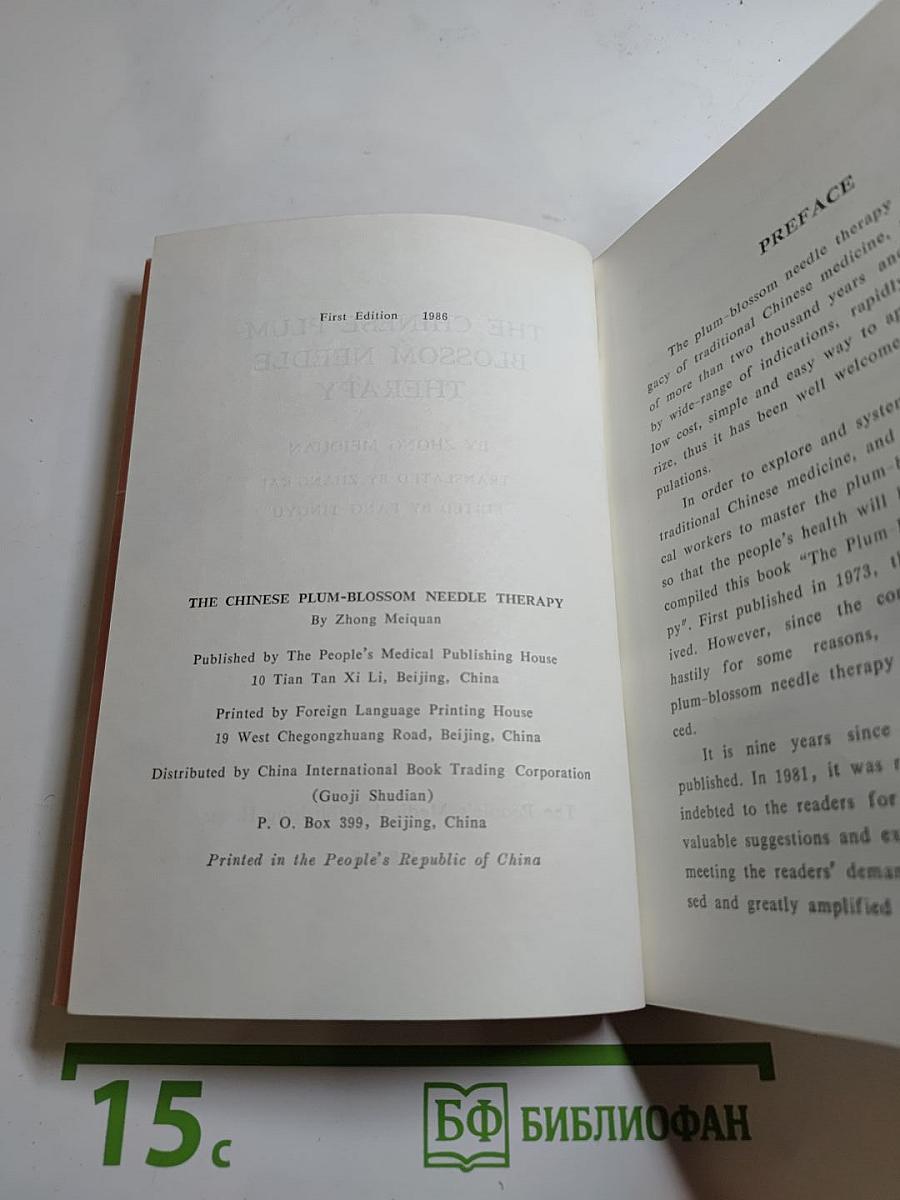 First Edition 1986
THE CHINESE PLUM-BLOSSOM NEEDLE THERAPY
By Zhong Meiquan
Published by The People's Medical Publishing House
10 Tian Tan Xi Li, Beijing, China
Printed by Foreign Language Printing House
19 West Chegongzhuang Road, Beijing, China
Distributed by China International Book Trading Corporation
(Guoji Shudian)
P. O. Box 399, Beijing, China
Printed in the People's Republic of China
PREFACE
The plum-blossom needle therapy
gacy of traditional Chinese medicine,
of more than two thousand years and
by wide-range of indications, rapidly
low cost, simple and easy way to
rize, thus it has been well welcome
pulations.
In order to explore and
traditional Chinese medicine, and
cal workers to master the
so that the people's health will
compiled this book "The Plum
py". First published in 1973,
ived. However, since the
hastily for some reasons,
plum-blossom needle therapy
ced.
It is nine years since
published. In 1981, it was
indebted to the readers for
valuable suggestions and
meeting the readers'
sed and greatly amplified
15 с
БФ БИБЛИОФАН